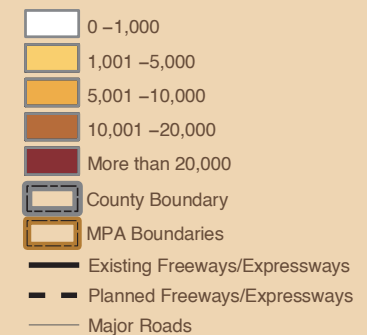 0 –1,000
1,001 –5,000
5,001 –10,000
10,001 –20,000
More than 20,000
County Boundary
MPA Boundaries
Existing Freeways/Expressways
Planned Freeways/Expressways
Major Roads